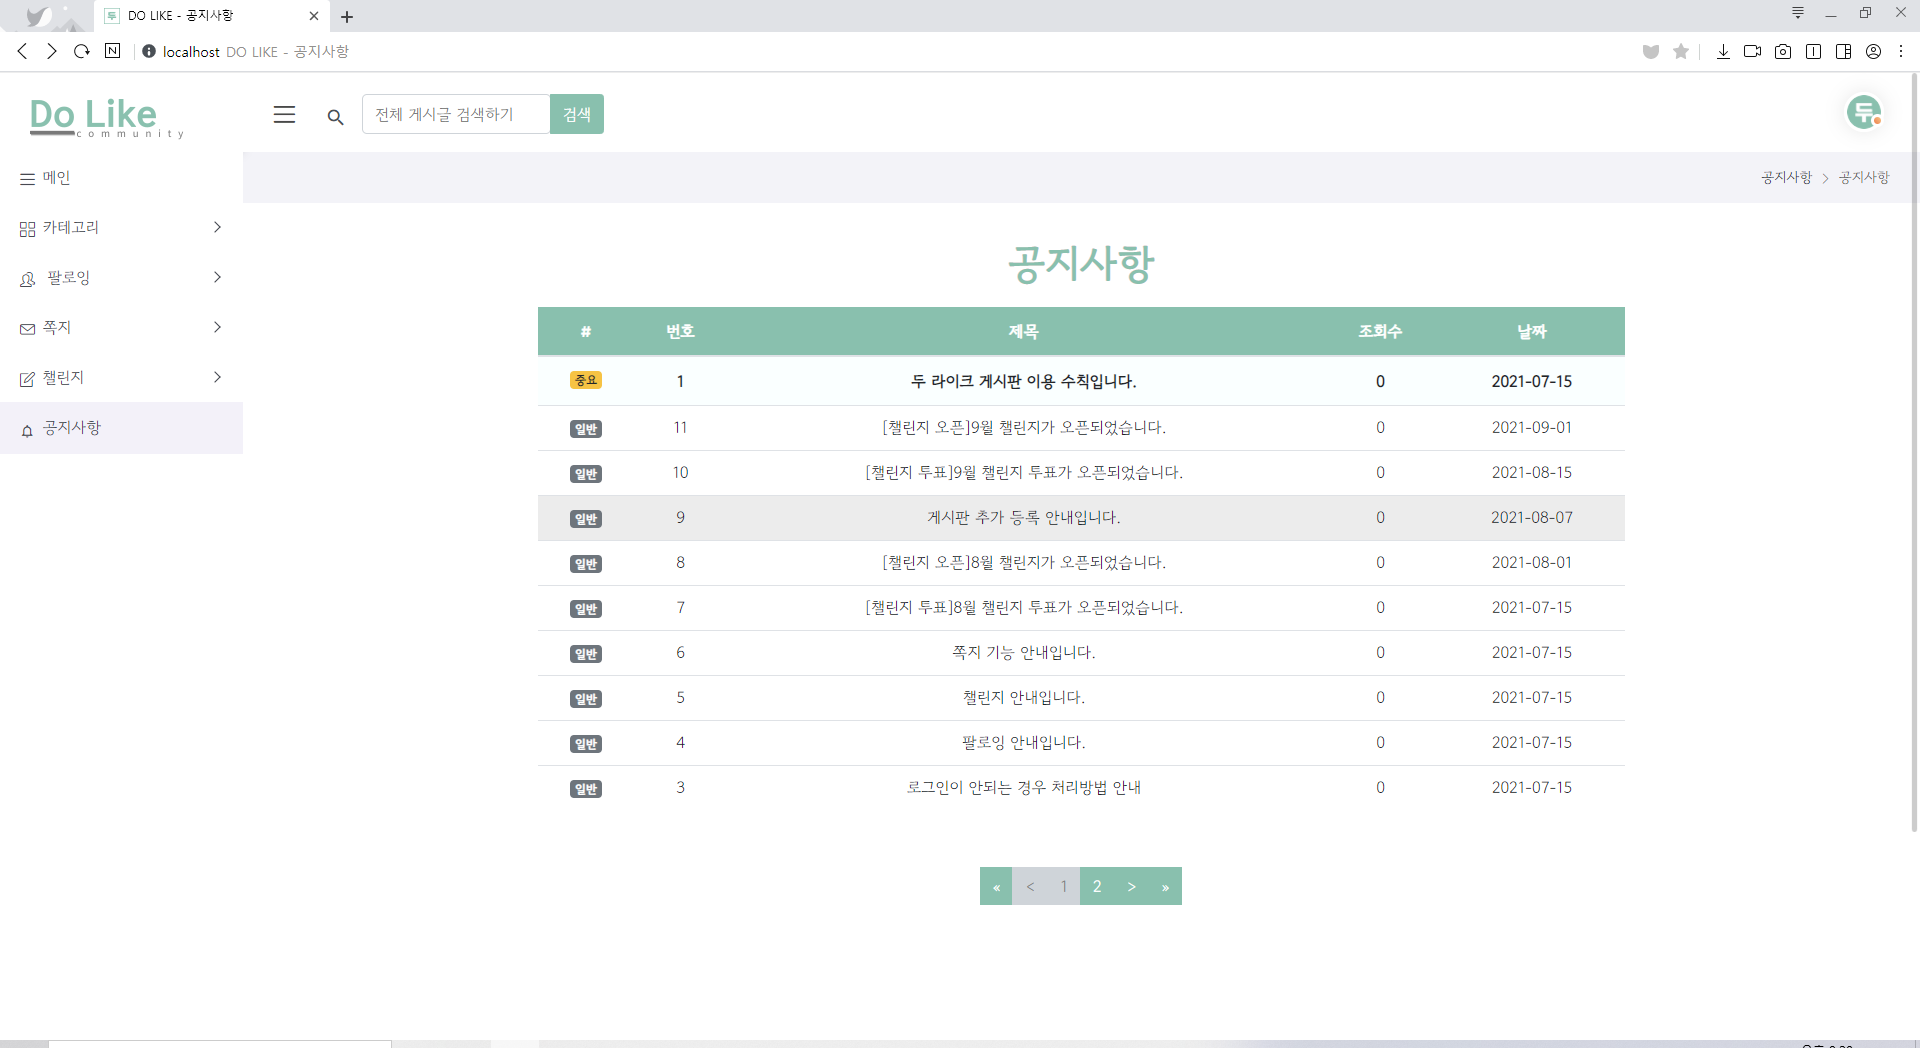 두 DO LIKE - 공지사항
N localhost DO LIKE - 공지사항
Do Like
community
전체 게시글 검색하기 검색
두
메인
카테고리
팔로잉
쪽지
챌린지
공지사항
공지사항 > 공지사항
공지사항
# 번호 제목 조회수 날짜
중요 1 두 라이크 게시판 이용 수칙입니다. 0 2021-07-15
일반 11 [챌린지 오픈]9월 챌린지가 오픈되었습니다. 0 2021-09-01
일반 10 [챌린지 투표]9월 챌린지 투표가 오픈되었습니다. 0 2021-08-15
일반 9 게시판 추가 등록 안내입니다. 0 2021-08-07
일반 8 [챌린지 오픈]8월 챌린지가 오픈되었습니다. 0 2021-08-01
일반 7 [챌린지 투표]8월 챌린지 투표가 오픈되었습니다. 0 2021-07-15
일반 6 쪽지 기능 안내입니다. 0 2021-07-15
일반 5 챌린지 안내입니다. 0 2021-07-15
일반 4 팔로잉 안내입니다. 0 2021-07-15
일반 3 로그인이 안되는 경우 처리방법 안내 0 2021-07-15
« < 1 2 > »